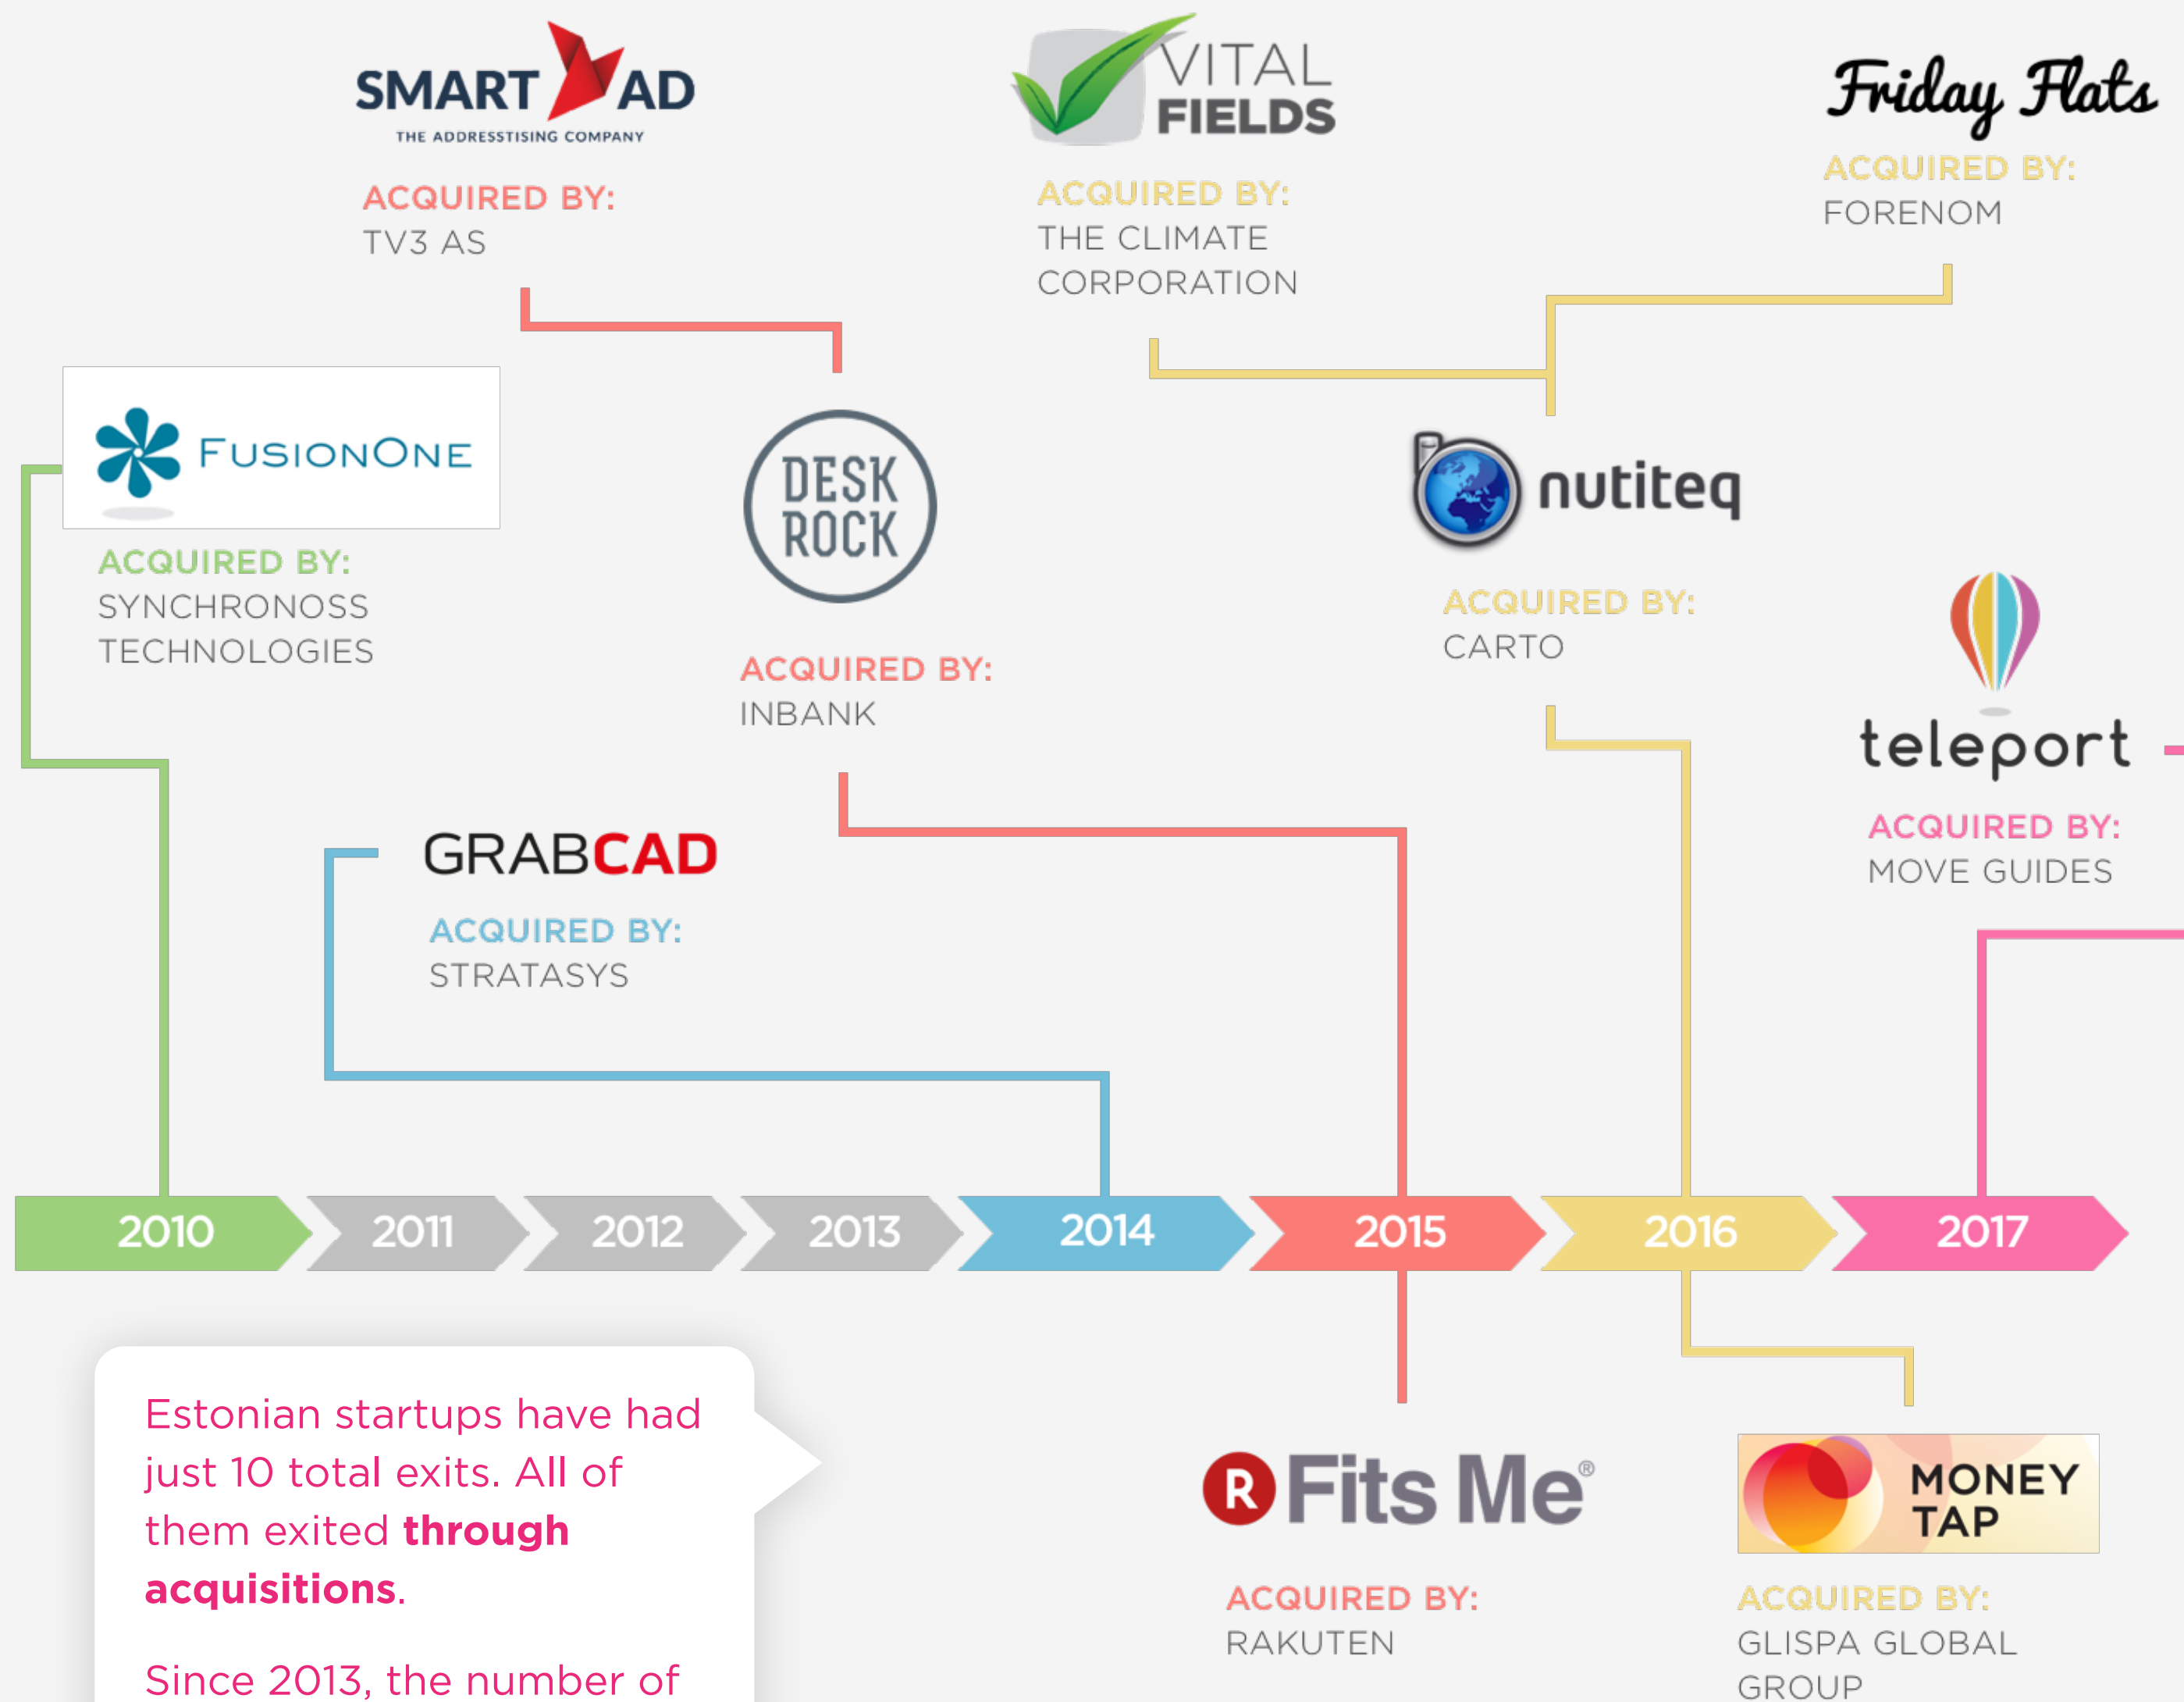 SMART AD
THE ADDRESSTISING COMPANY
ACQUIRED BY:
TV3 AS
VITAL
FIELDS
ACQUIRED BY:
THE CLIMATE
CORPORATION
Friday Flats
ACQUIRED BY:
FORENOM
FUSIONONE
ACQUIRED BY:
SYNCHRONOSS
TECHNOLOGIES
DESK
ROCK
ACQUIRED BY:
INBANK
nutiteq
ACQUIRED BY:
CARTO
teleport
ACQUIRED BY:
MOVE GUIDES
GRABCAD
ACQUIRED BY:
STRATASYS
2010
2011
2012
2013
2014
2015
2016
2017
Estonian startups have had
just 10 total exits. All of
them exited through
acquisitions.
Since 2013, the number of
R Fits Me®
ACQUIRED BY:
RAKUTEN
MONEY
TAP
ACQUIRED BY:
GLISPA GLOBAL
GROUP